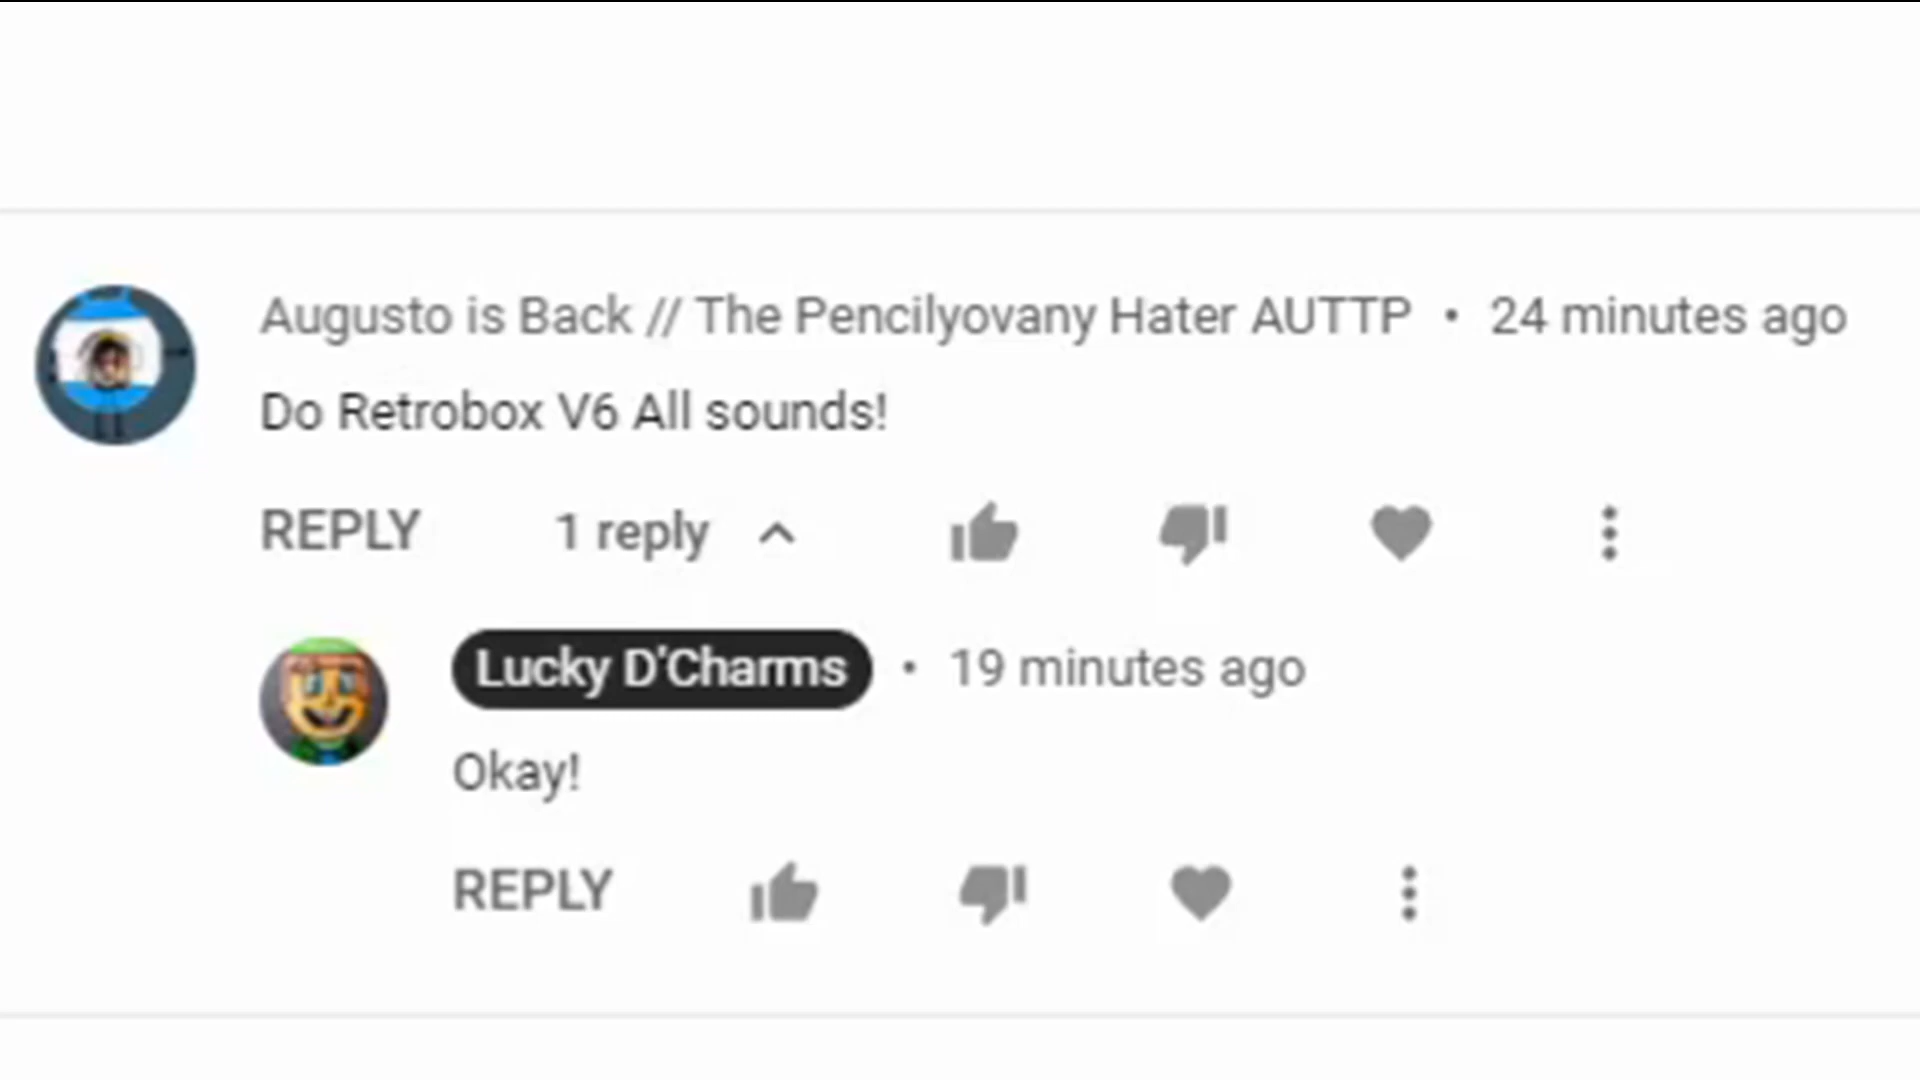 Augusto is Back // The Pencilyovany Hater AUTTP • 24 minutes ago
Do Retrobox V6 All sounds!
REPLY 1 reply
Lucky D'Charms • 19 minutes ago
Okay!
REPLY